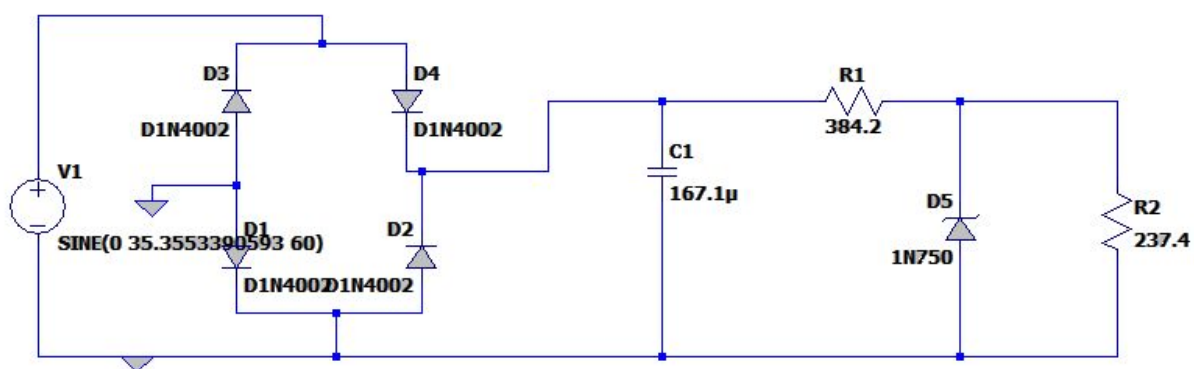 D3
D4
R1
D1N4002
D1N4002
384.2
C1
V1
167.1µ
D5
R2
D1
D2
SINE(0 35.3553390593 60)
237.4
1N750
D1N4002
D1N4002